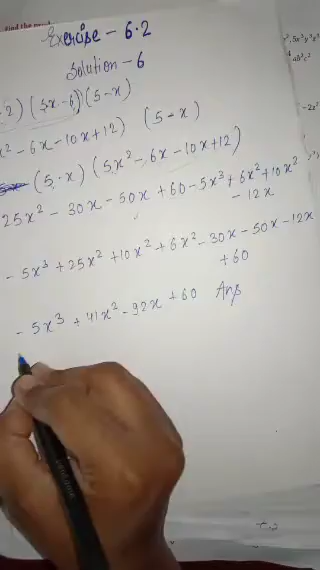 Exercise - 6.2
Solution - 6
2) (5x - 6) (5 - x)
x² - 6x - 10x + 12) (5 - x)
(5 - x) (5x² - 6x - 10x + 12)
25x² - 30x - 50x + 60 - 5x³ + 6x² + 10x²
- 12x
- 5x³ + 25x² + 10x² + 6x² - 30x - 50x - 12x
+ 60
- 5x³ + 41x² - 92x + 60 Ans